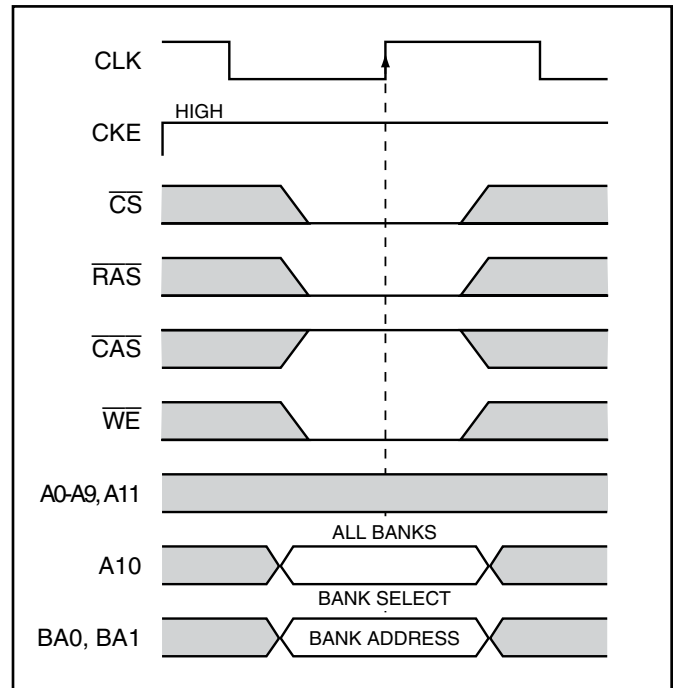 CLK
HIGH
CKE
CS
RAS
CAS
WE
A0-A9, A11
ALL BANKS
A10
BANK SELECT
BA0, BA1 BANK ADDRESS